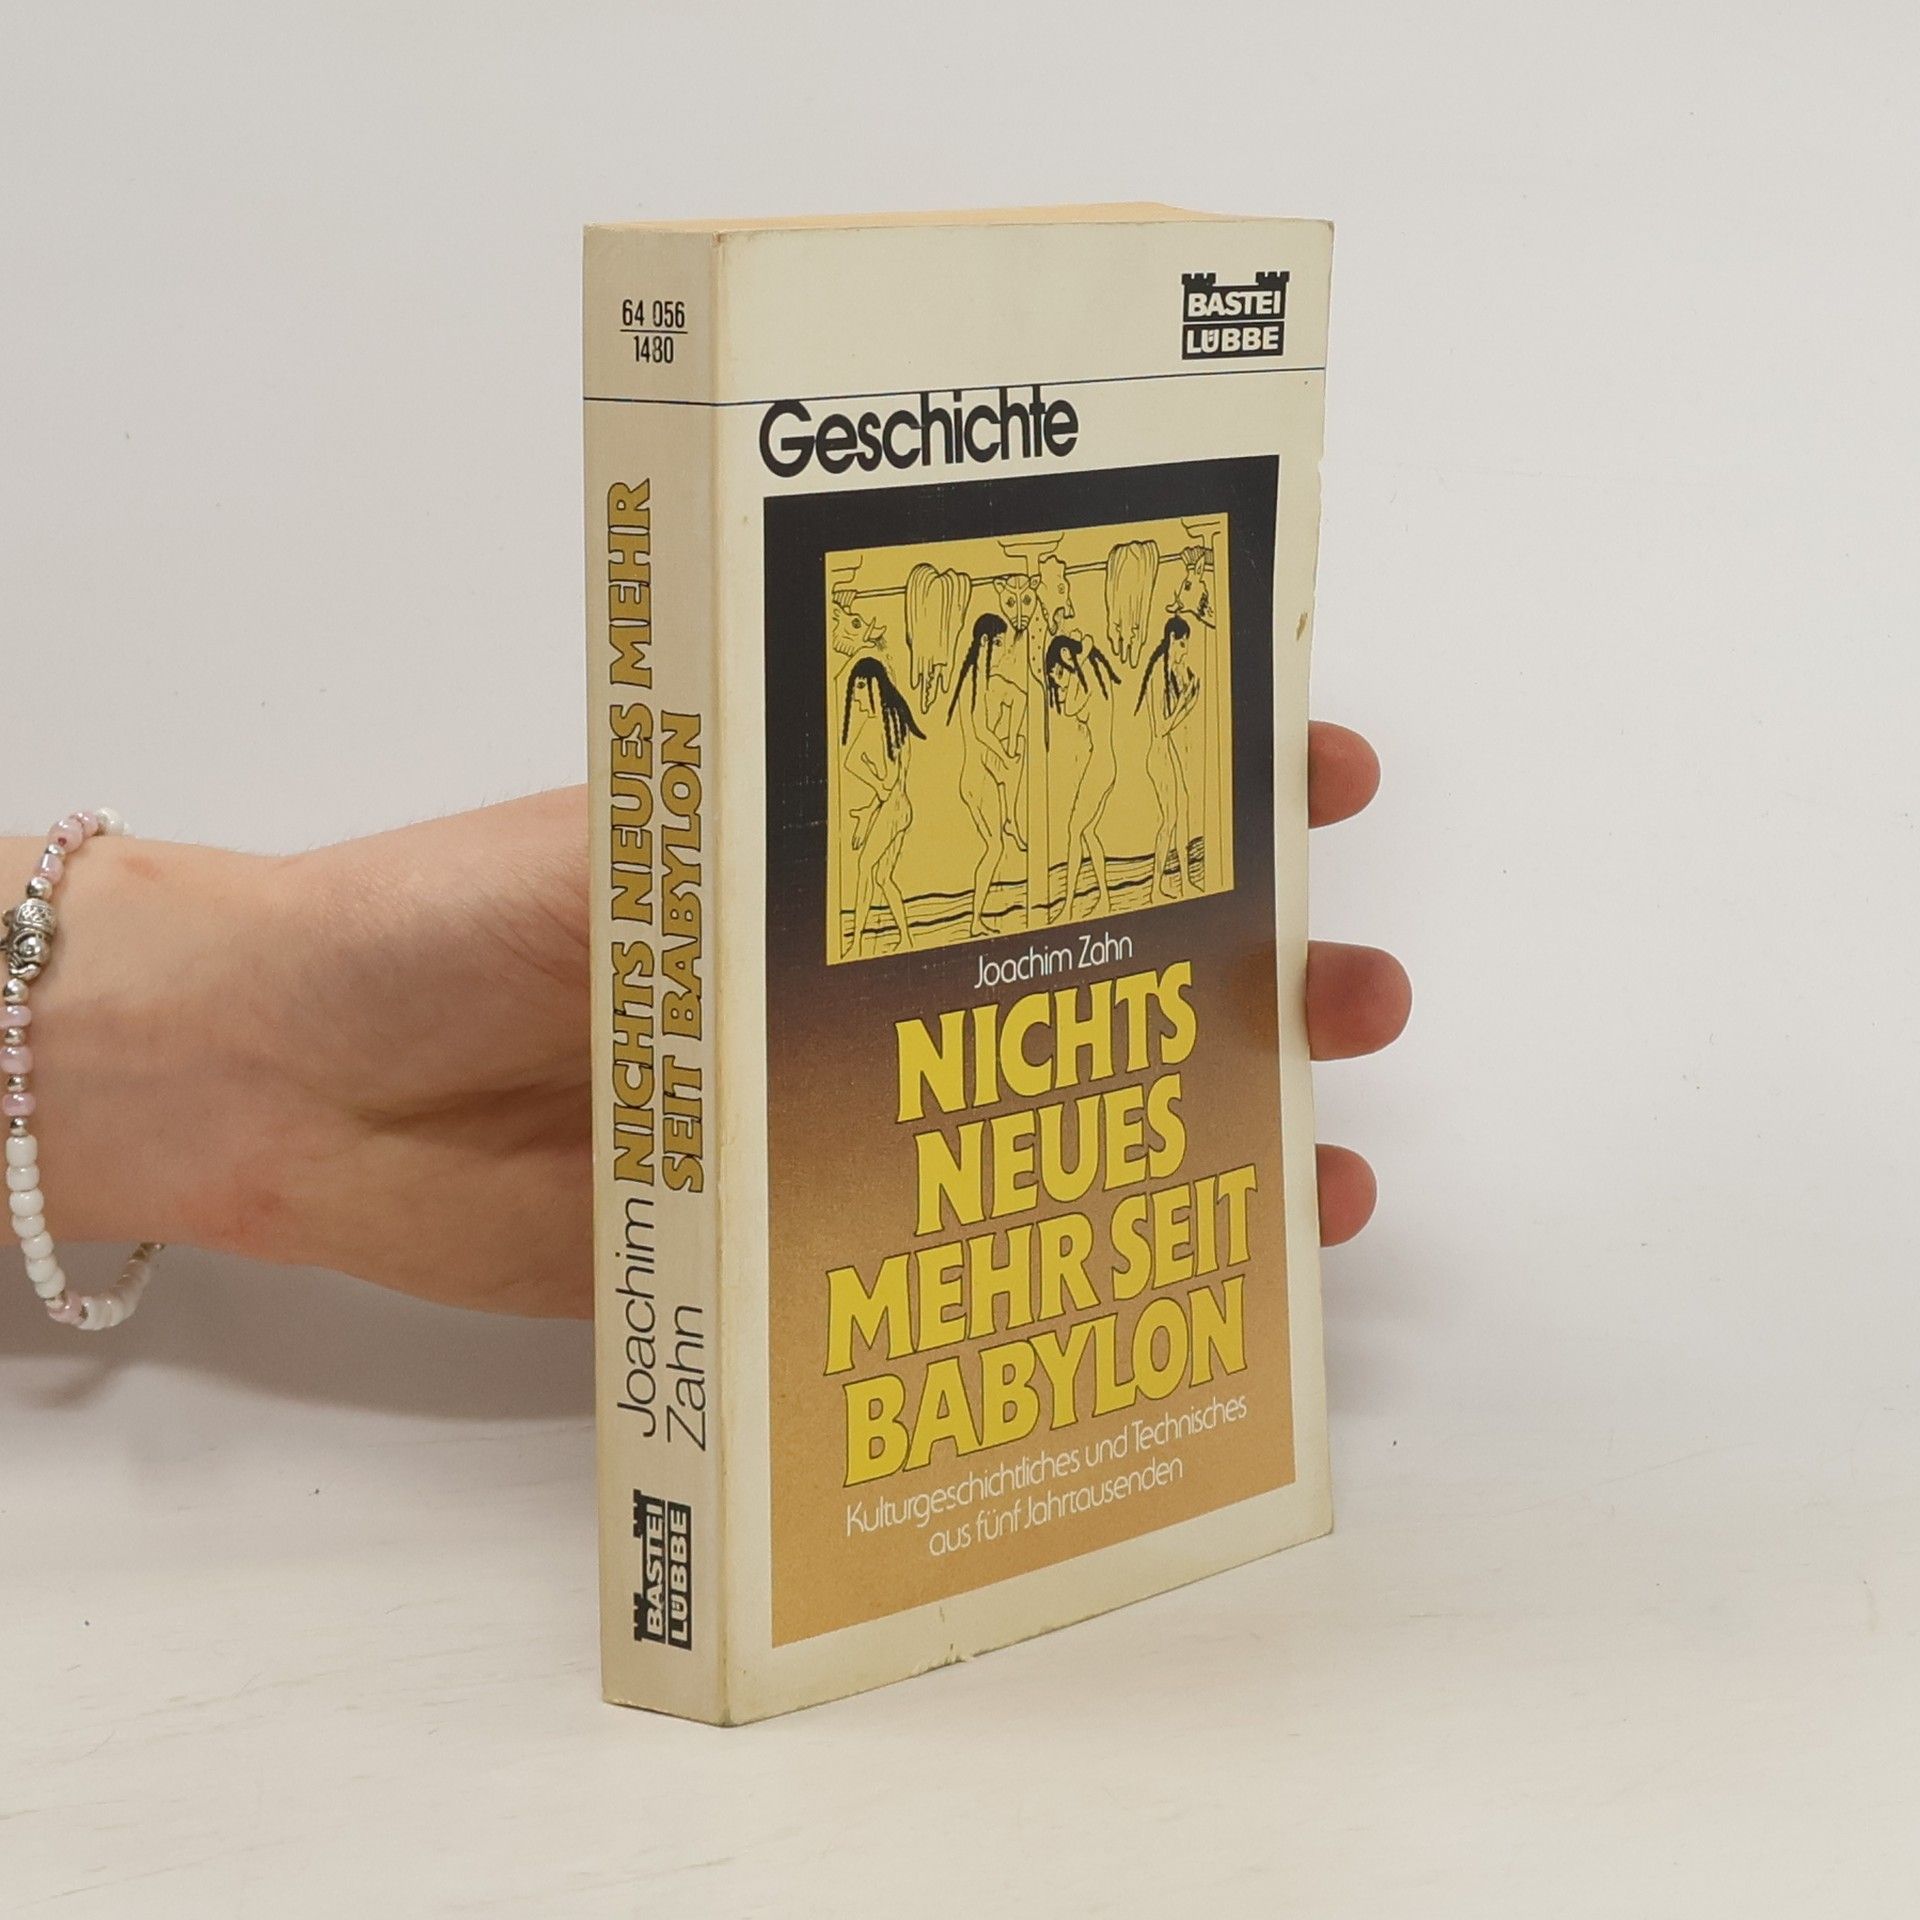 64 056
1480
Joachim NICHTS NEUES MEHR
Zahn SEIT BABYLON
BASTEI
LÜBBE
BASTEI
LÜBBE
Geschichte
Joachim Zahn
NICHTS
NEUES
MEHR SEIT
BABYLON
Kulturgeschichtliches und Technisches
aus fünf Jahrtausenden